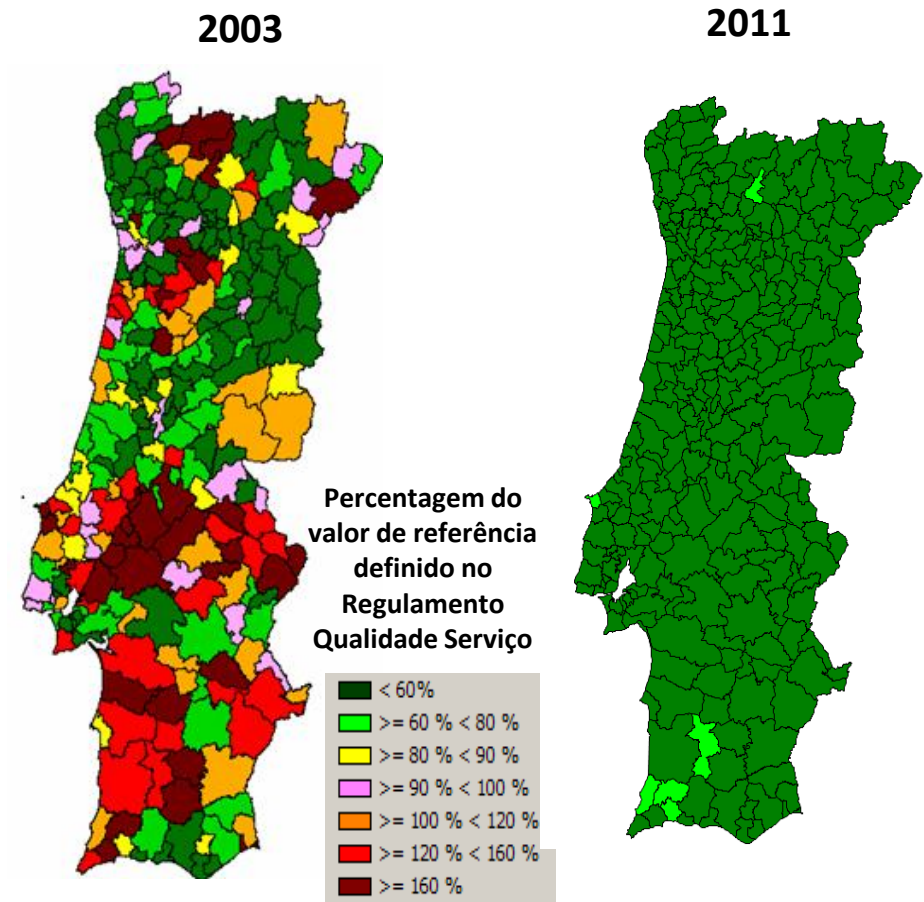 2003
2011
Percentagem do
valor de referência
definido no
Regulamento
Qualidade Serviço
< 60%
>= 60 % < 80 %
>= 80 % < 90 %
>= 90 % < 100 %
>= 100 % < 120 %
>= 120 % < 160 %
>= 160 %